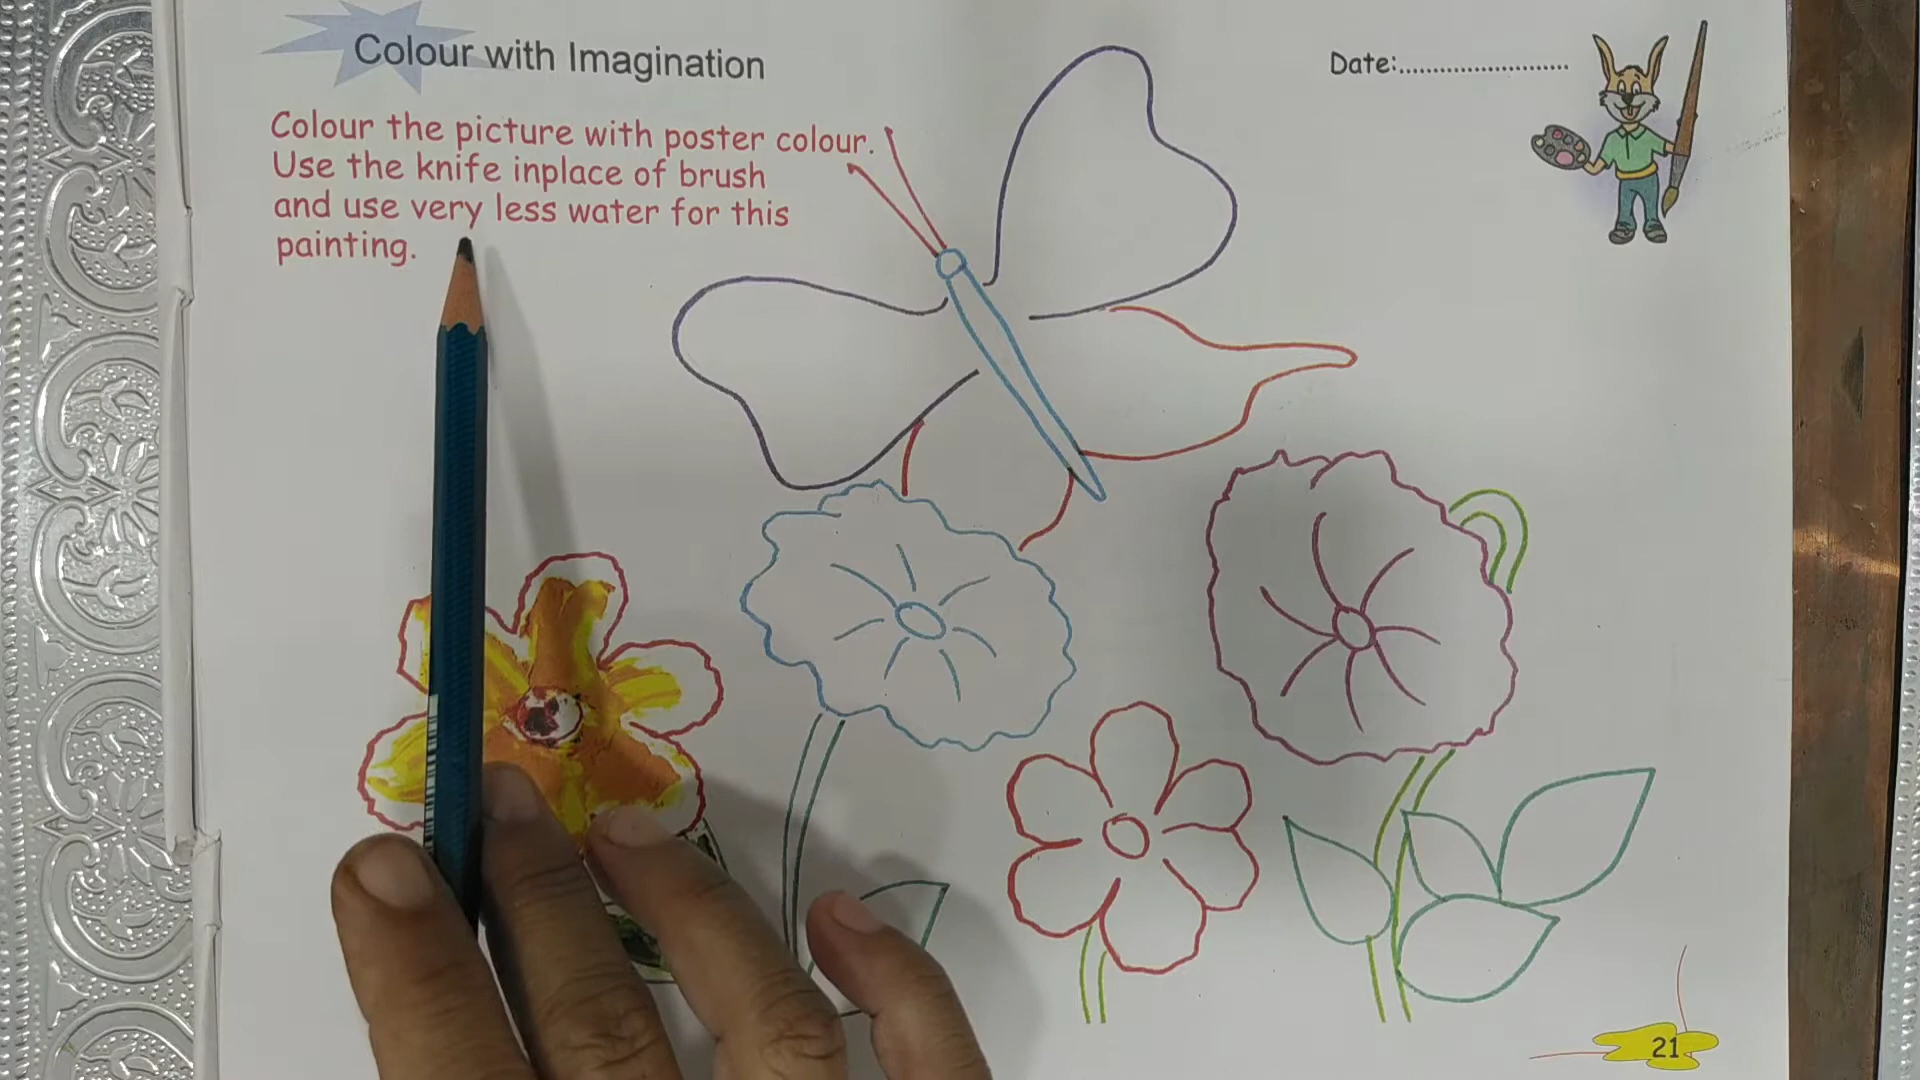 Colour with Imagination
Date:.........................
Colour the picture with poster colour.
Use the knife inplace of brush
and use very less water for this
painting.
21